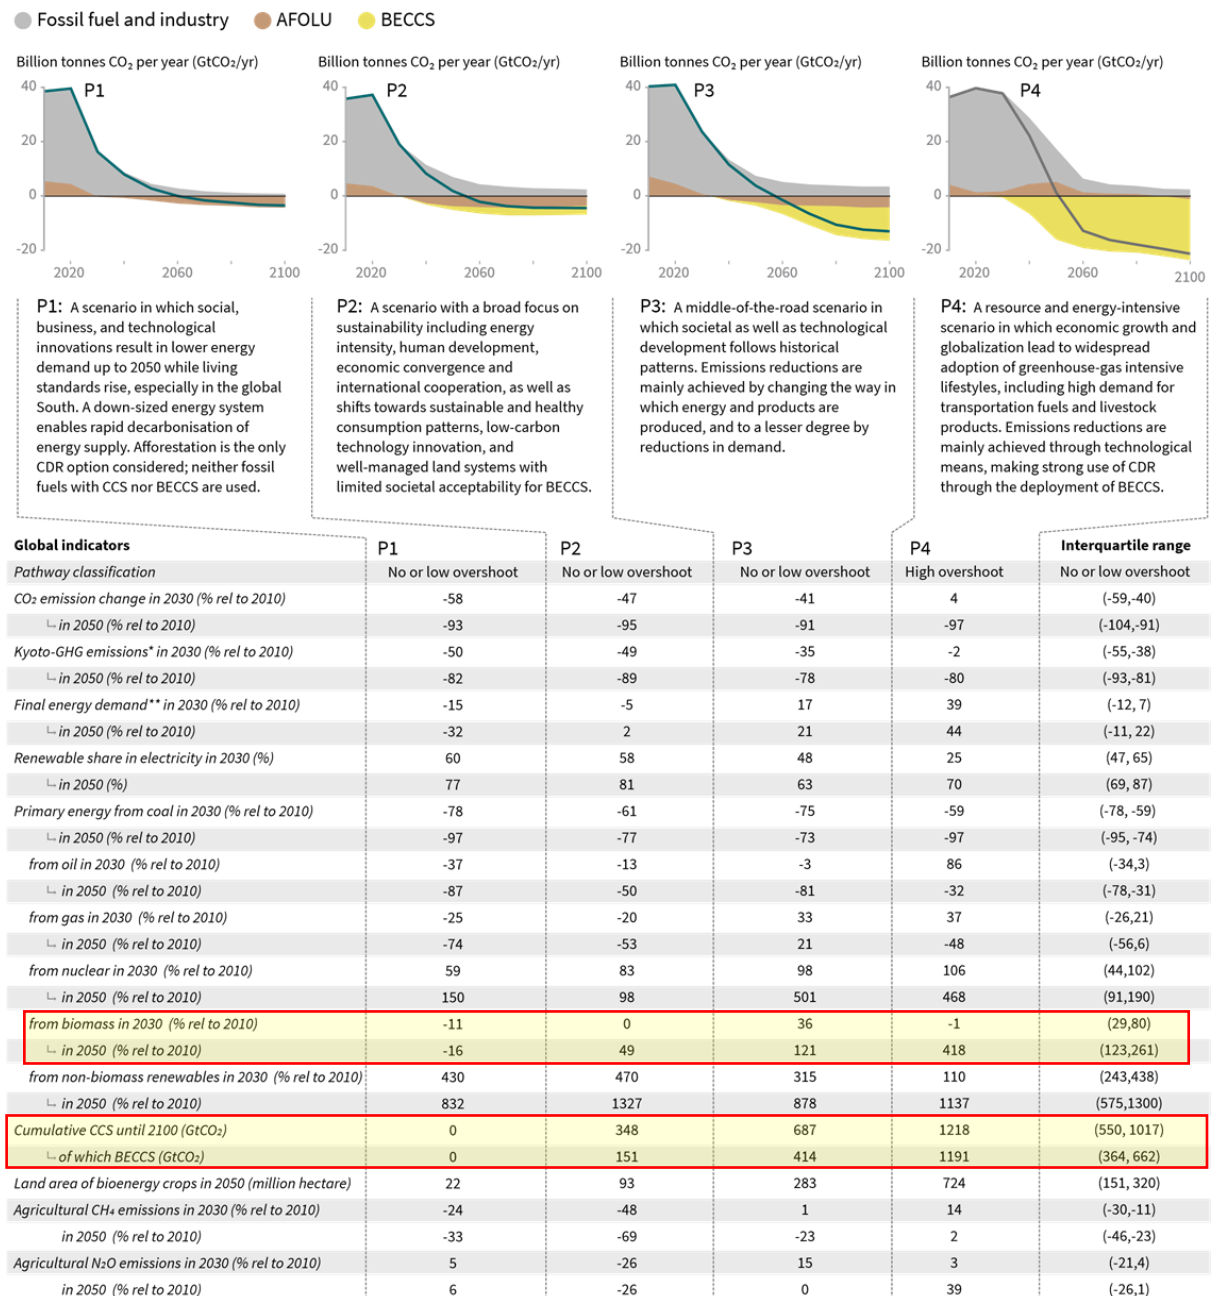 Fossil fuel and industry AFOLU BECCS
Billion tonnes CO₂ per year (GtCO₂/yr) Billion tonnes CO₂ per year (GtCO₂/yr) Billion tonnes CO₂ per year (GtCO₂/yr) Billion tonnes CO₂ per year (GtCO₂/yr)
40 P1 40 P2 40 P3 40 P4
20 20 20 20
0 0 0 0
-20 -20 -20 -20
2020 2060 2100 2020 2060 2100 2020 2060 2100 2020 2060 2100
P1: A scenario in which social,
business, and technological
innovations result in lower energy
demand up to 2050 while living
standards rise, especially in the global
South. A down-sized energy system
enables rapid decarbonisation of
energy supply. Afforestation is the only
CDR option considered; neither fossil
fuels with CCS nor BECCS are used.
P2: A scenario with a broad focus on
sustainability including energy
intensity, human development,
economic convergence and
international cooperation, as well as
shifts towards sustainable and healthy
consumption patterns, low-carbon
technology innovation, and
well-managed land systems with
limited societal acceptability for BECCS.
P3: A middle-of-the-road scenario in
which societal as well as technological
development follows historical
patterns. Emissions reductions are
mainly achieved by changing the way in
which energy and products are
produced, and to a lesser degree by
reductions in demand.
P4: A resource and energy-intensive
scenario in which economic growth and
globalization lead to widespread
adoption of greenhouse-gas intensive
lifestyles, including high demand for
transportation fuels and livestock
products. Emissions reductions are
mainly achieved through technological
means, making strong use of CDR
through the deployment of BECCS.
Global indicators P1 P2 P3 P4 Interquartile range
Pathway classification No or low overshoot No or low overshoot No or low overshoot High overshoot No or low overshoot
CO₂ emission change in 2030 (% rel to 2010) -58 -47 -41 4 (-59,-40)
in 2050 (% rel to 2010) -93 -95 -91 -97 (-104,-91)
Kyoto-GHG emissions* in 2030 (% rel to 2010) -50 -49 -35 -2 (-55,-38)
in 2050 (% rel to 2010) -82 -89 -78 -80 (-93,-81)
Final energy demand** in 2030 (% rel to 2010) -15 -5 17 39 (-12, 7)
in 2050 (% rel to 2010) -32 2 21 44 (-11, 22)
Renewable share in electricity in 2030 (%) 60 58 48 25 (47, 65)
in 2050 (%) 77 81 63 70 (69, 87)
Primary energy from coal in 2030 (% rel to 2010) -78 -61 -75 -59 (-78, -59)
in 2050 (% rel to 2010) -97 -77 -73 -97 (-95, -74)
from oil in 2030 (% rel to 2010) -37 -13 -3 86 (-34,3)
in 2050 (% rel to 2010) -87 -50 -81 -32 (-78,-31)
from gas in 2030 (% rel to 2010) -25 -20 33 37 (-26,21)
in 2050 (% rel to 2010) -74 -53 21 -48 (-56,6)
from nuclear in 2030 (% rel to 2010) 59 83 98 106 (44,102)
in 2050 (% rel to 2010) 150 98 501 468 (91,190)
from biomass in 2030 (% rel to 2010) -11 0 36 -1 (29,80)
in 2050 (% rel to 2010) -16 49 121 418 (123,261)
from non-biomass renewables in 2030 (% rel to 2010) 430 470 315 110 (243,438)
in 2050 (% rel to 2010) 832 1327 878 1137 (575,1300)
Cumulative CCS until 2100 (GtCO₂) 0 348 687 1218 (550, 1017)
of which BECCS (GtCO₂) 0 151 414 1191 (364, 662)
Land area of bioenergy crops in 2050 (million hectare) 22 93 283 724 (151, 320)
Agricultural CH₄ emissions in 2030 (% rel to 2010) -24 -48 1 14 (-30,-11)
in 2050 (% rel to 2010) -33 -69 -23 2 (-46,-23)
Agricultural N₂O emissions in 2030 (% rel to 2010) 5 -26 15 3 (-21,4)
in 2050 (% rel to 2010) 6 -26 0 39 (-26,1)